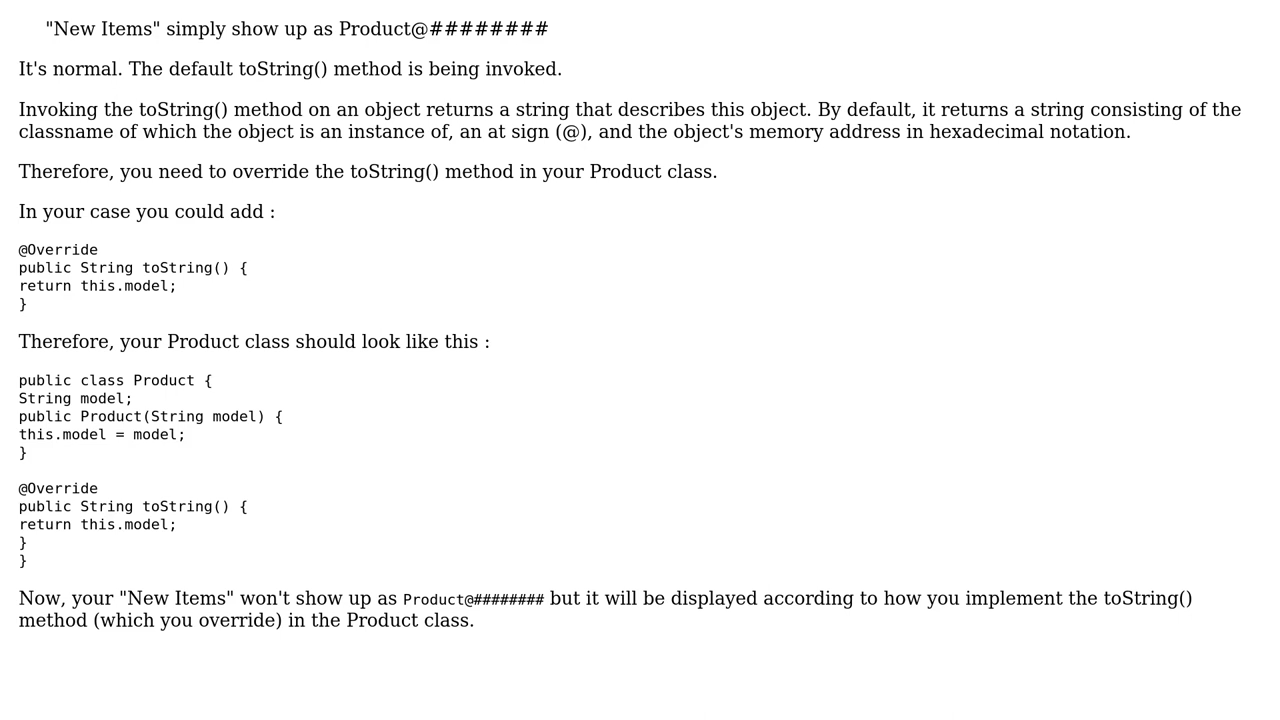 "New Items" simply show up as Product@########
It's normal. The default toString() method is being invoked.
Invoking the toString() method on an object returns a string that describes this object. By default, it returns a string consisting of the
classname of which the object is an instance of, an at sign (@), and the object's memory address in hexadecimal notation.
Therefore, you need to override the toString() method in your Product class.
In your case you could add :
@Override
public String toString() {
return this.model;
}
Therefore, your Product class should look like this :
public class Product {
String model;
public Product(String model) {
this.model = model;
}
@Override
public String toString() {
return this.model;
}
}
Now, your "New Items" won't show up as Product@######## but it will be displayed according to how you implement the toString()
method (which you override) in the Product class.